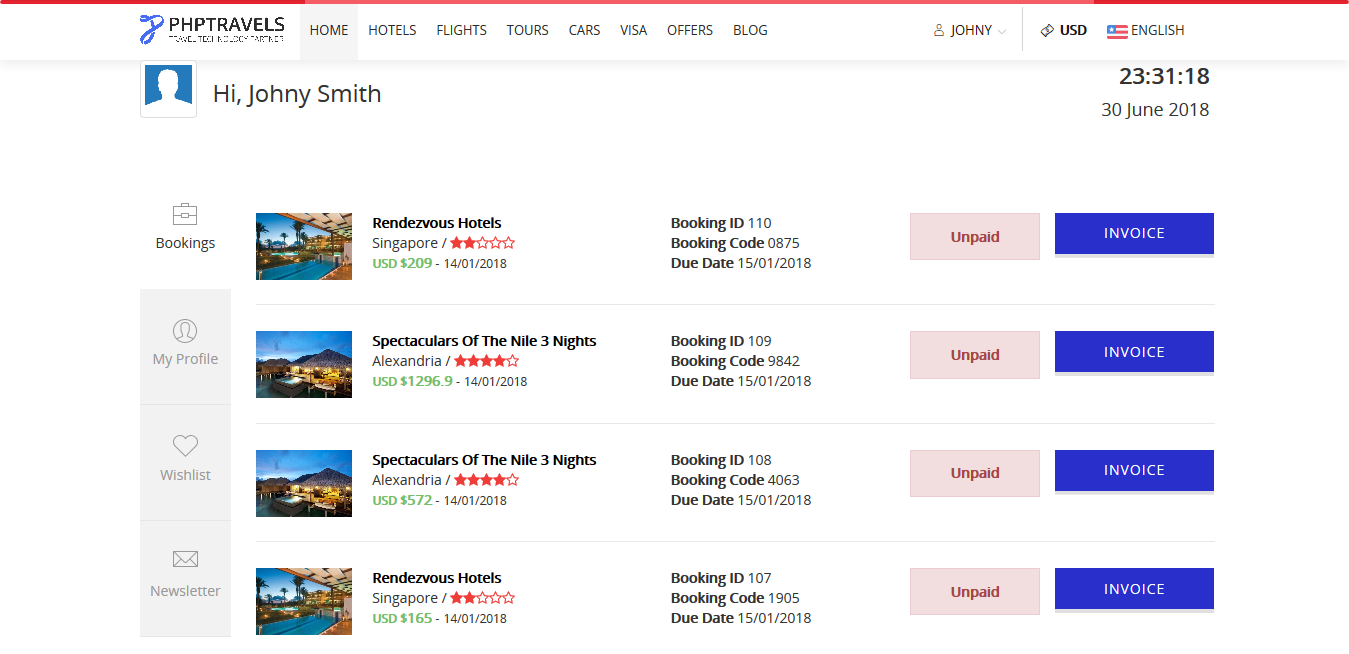 PHPTRAVELS
TRAVEL TECHNOLOGY PARTNER
HOME HOTELS FLIGHTS TOURS CARS VISA OFFERS BLOG JOHNY USD ENGLISH
Hi, Johny Smith
23:31:18
30 June 2018
Bookings
My Profile
Wishlist
Newsletter
Rendezvous Hotels
Singapore /
USD $209 - 14/01/2018
Booking ID 110
Booking Code 0875
Due Date 15/01/2018
Unpaid
INVOICE
Spectaculars Of The Nile 3 Nights
Alexandria /
USD $1296.9 - 14/01/2018
Booking ID 109
Booking Code 9842
Due Date 15/01/2018
Unpaid
INVOICE
Spectaculars Of The Nile 3 Nights
Alexandria /
USD $572 - 14/01/2018
Booking ID 108
Booking Code 4063
Due Date 15/01/2018
Unpaid
INVOICE
Rendezvous Hotels
Singapore /
USD $165 - 14/01/2018
Booking ID 107
Booking Code 1905
Due Date 15/01/2018
Unpaid
INVOICE